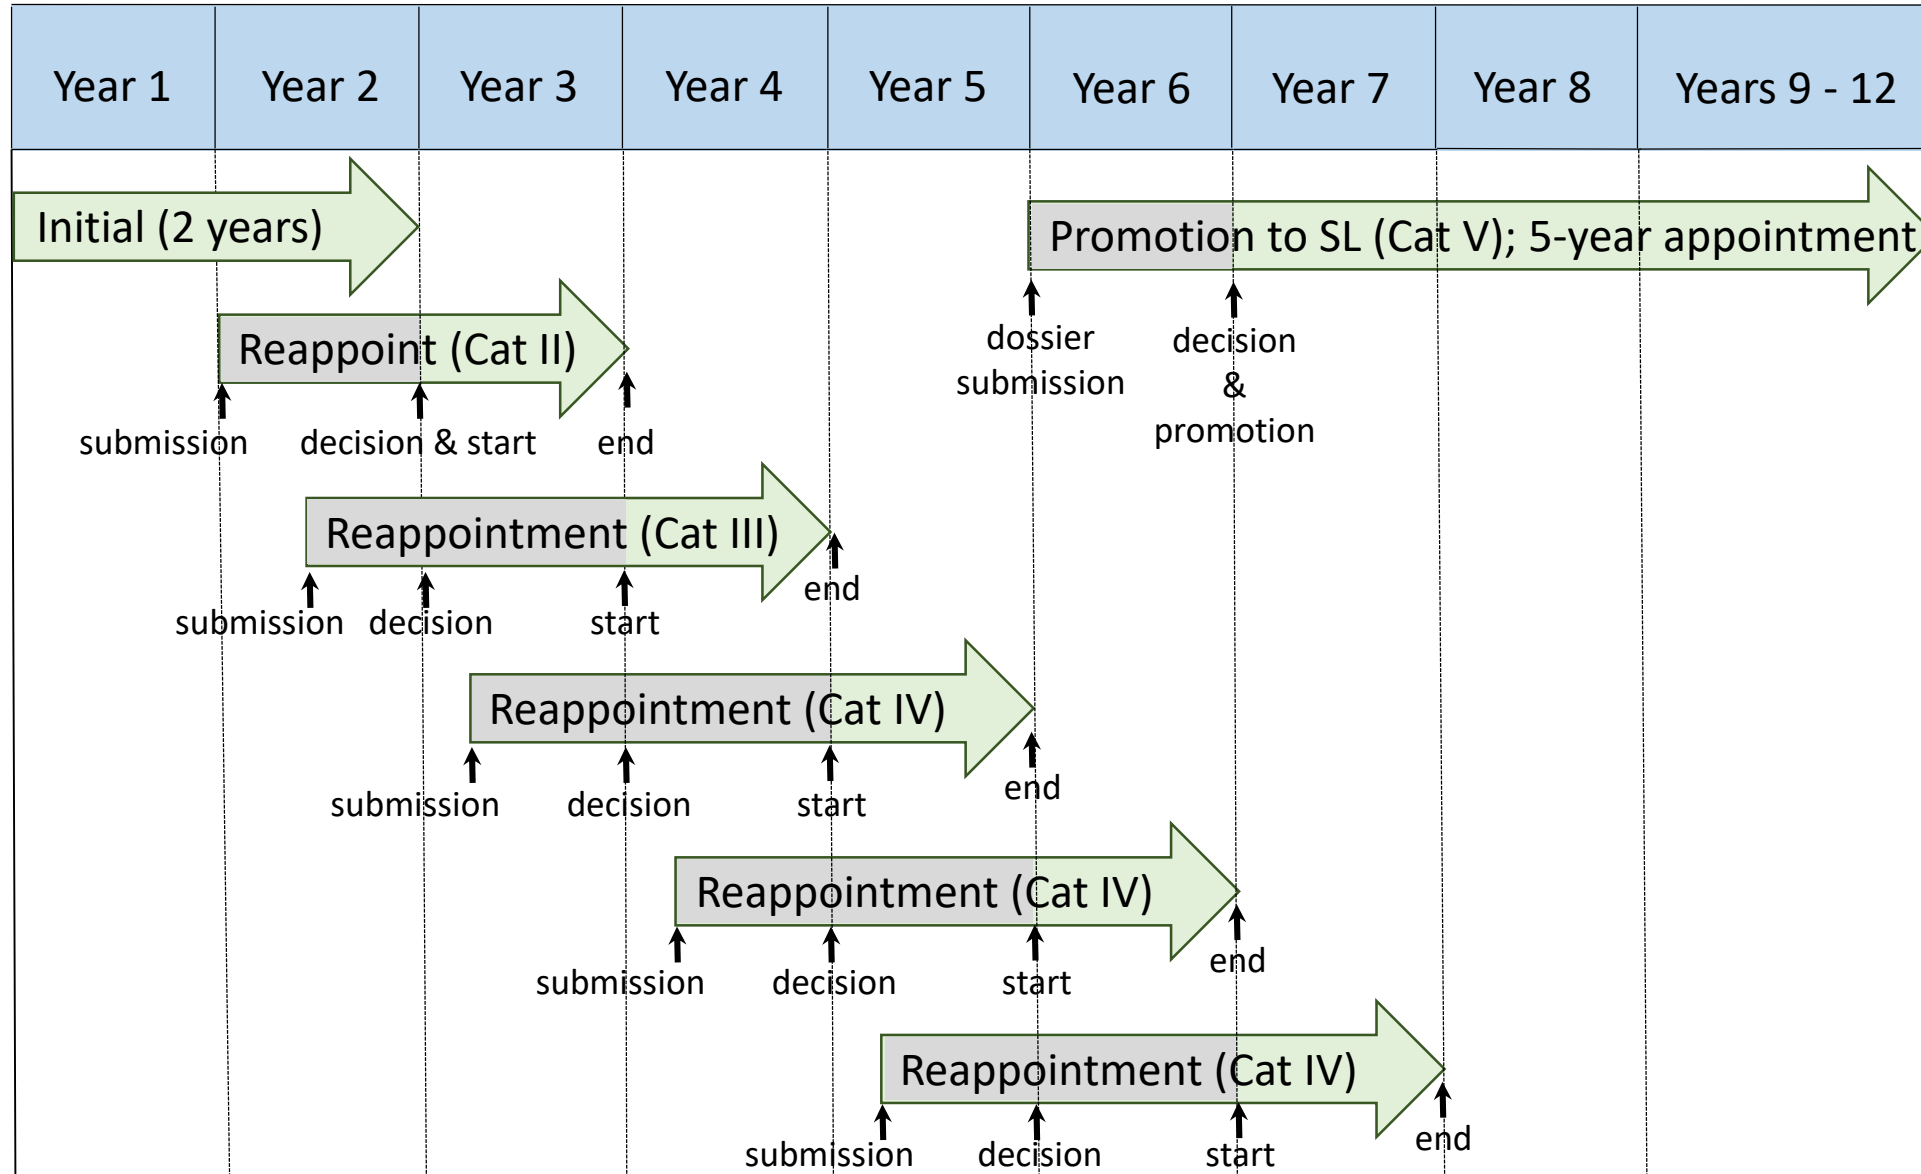 Year 1
Year 2
Year 3
Year 4
Year 5
Year 6
Year 7
Year 8
Years 9 - 12
Initial (2 years)
Promotion to SL (Cat V); 5-year appointment
dossier
submission
decision
&
promotion
Reappoint (Cat II)
submission
decision & start
end
Reappointment (Cat III)
submission
decision
start
end
Reappointment (Cat IV)
submission
decision
start
end
Reappointment (Cat IV)
submission
decision
start
end
Reappointment (Cat IV)
submission
decision
start
end